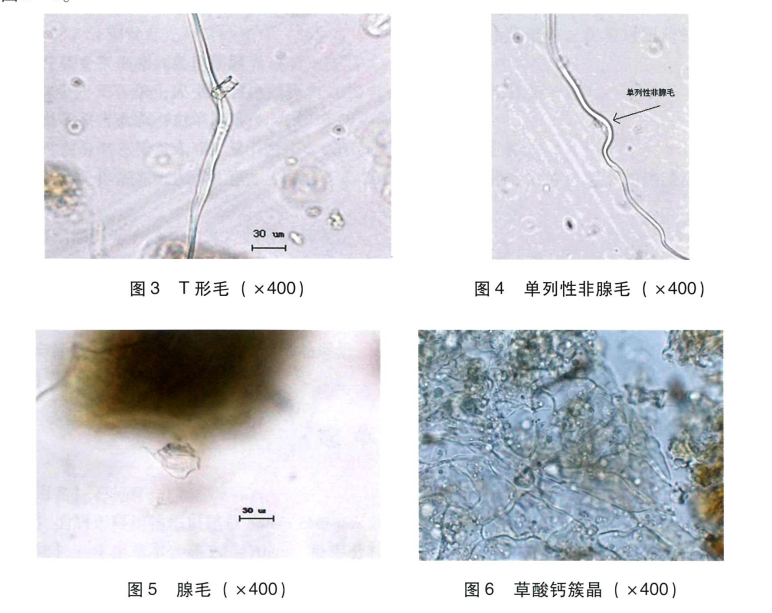 30 um
单列性非腺毛
图3 T 形毛 ( ×400)
图4 单列性非腺毛 ( ×400)
30 um
图5 腺毛 ( ×400)
图6 草酸钙簇晶 ( ×400)